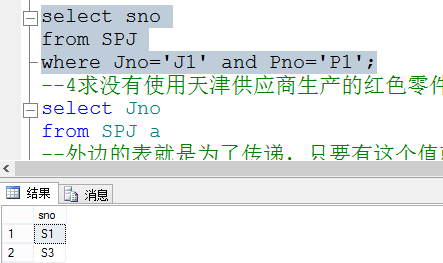 select sno
from SPJ
where Jno='J1' and Pno='P1';
--4求没有使用天津供应商生产的红色零件
select Jno
from SPJ a
--外边的表就是为了传递，只要有这个值
结果 消息
sno
1 S1
2 S3